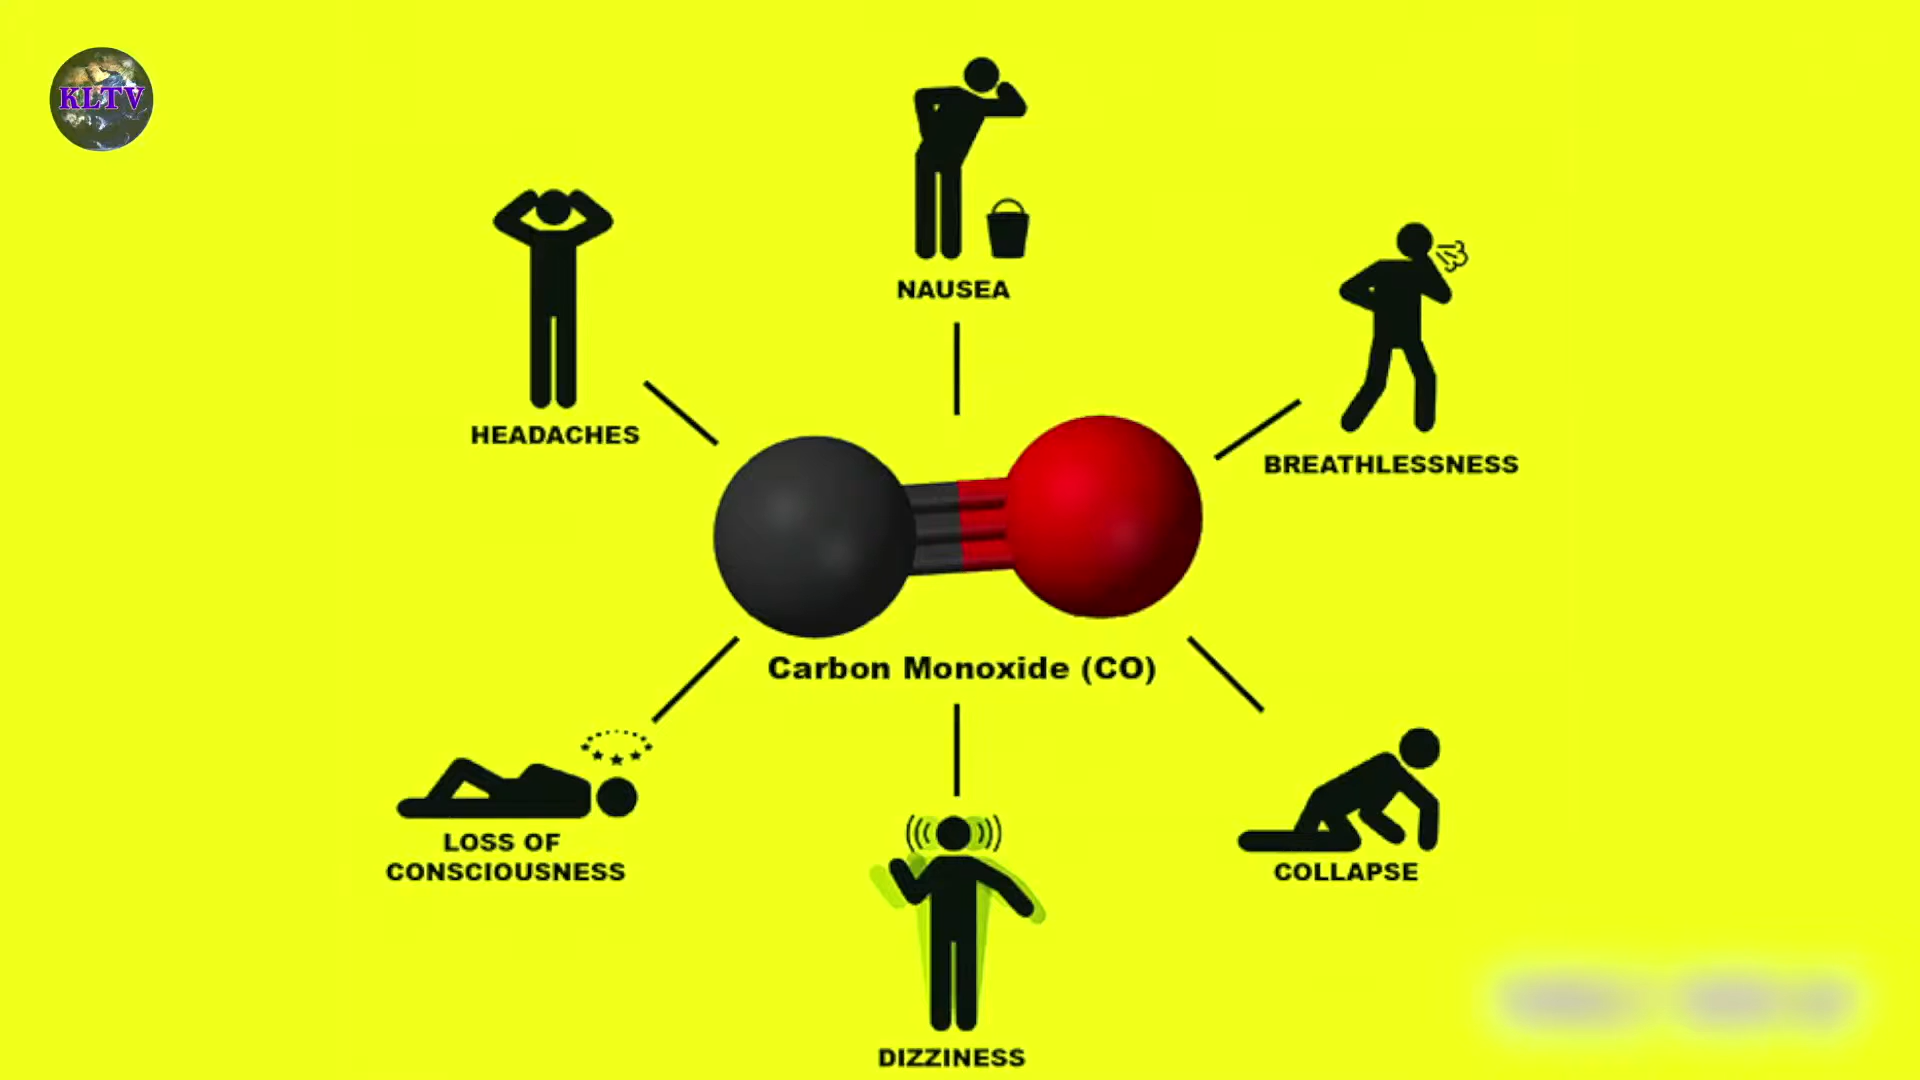 KLTV
NAUSEA
HEADACHES
BREATHLESSNESS
Carbon Monoxide (CO)
LOSS OF
CONSCIOUSNESS
COLLAPSE
DIZZINESS